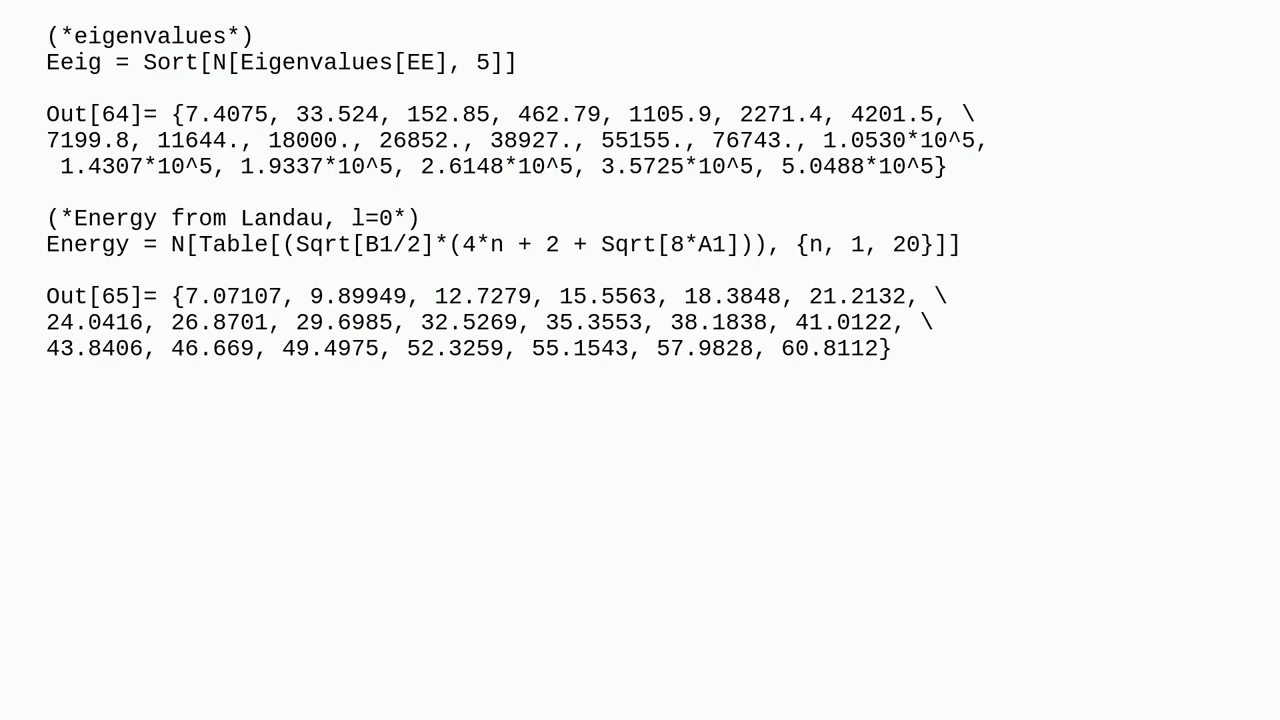 (*eigenvalues*)
Eeig = Sort[N[Eigenvalues[EE], 5]]
Out[64]= {7.4075, 33.524, 152.85, 462.79, 1105.9, 2271.4, 4201.5, \
7199.8, 11644., 18000., 26852., 38927., 55155., 76743., 1.0530*10^5,
 1.4307*10^5, 1.9337*10^5, 2.6148*10^5, 3.5725*10^5, 5.0488*10^5}
(*Energy from Landau, l=0*)
Energy = N[Table[(Sqrt[B1/2]*(4*n + 2 + Sqrt[8*A1])), {n, 1, 20}]]
Out[65]= {7.07107, 9.89949, 12.7279, 15.5563, 18.3848, 21.2132, \
24.0416, 26.8701, 29.6985, 32.5269, 35.3553, 38.1838, 41.0122, \
43.8406, 46.669, 49.4975, 52.3259, 55.1543, 57.9828, 60.8112}